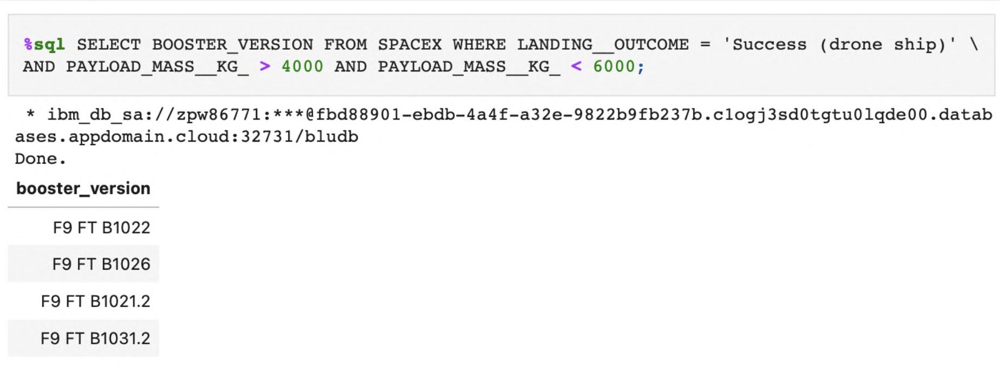 %sql SELECT BOOSTER_VERSION FROM SPACEX WHERE LANDING__OUTCOME = 'Success (drone ship)' \
AND PAYLOAD_MASS__KG_ > 4000 AND PAYLOAD_MASS__KG_ < 6000;
* ibm_db_sa://zpw86771:***@fbd88901-ebdb-4a4f-a32e-9822b9fb237b.c1ogj3sd0tgtu0lqde00.datab
ases.appdomain.cloud:32731/bludb
Done.
booster_version
F9 FT B1022
F9 FT B1026
F9 FT B1021.2
F9 FT B1031.2